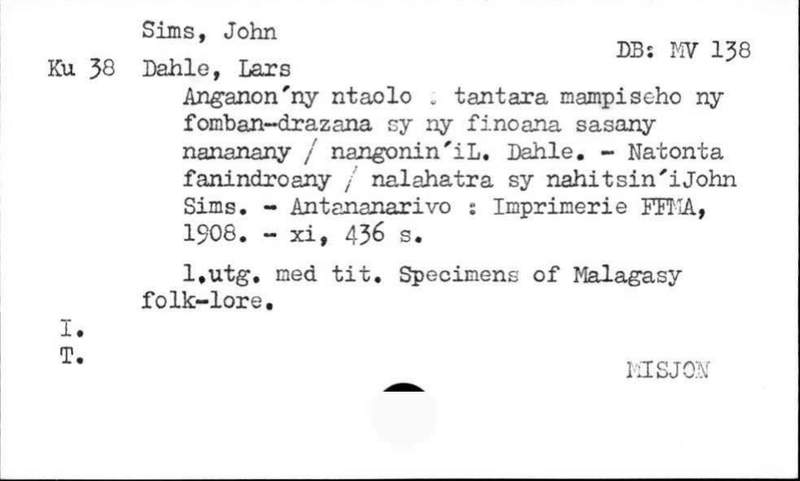 Sims, John
DB: MV 138
Ku 38 Dahle, Lars
Anganon'ny ntaolo : tantara mampiseho ny
fomban-drazana sy ny finoana sasany
nananany / nangonin'iL. Dahle. - Natonta
fanindroany / nalahatra sy nahitsin'iJohn
Sims. - Antananarivo : Imprimerie FFMA,
1908. - xi, 436 s.
1.utg. med tit. Specimens of Malagasy
folk-lore.
I.
T.
MISJON